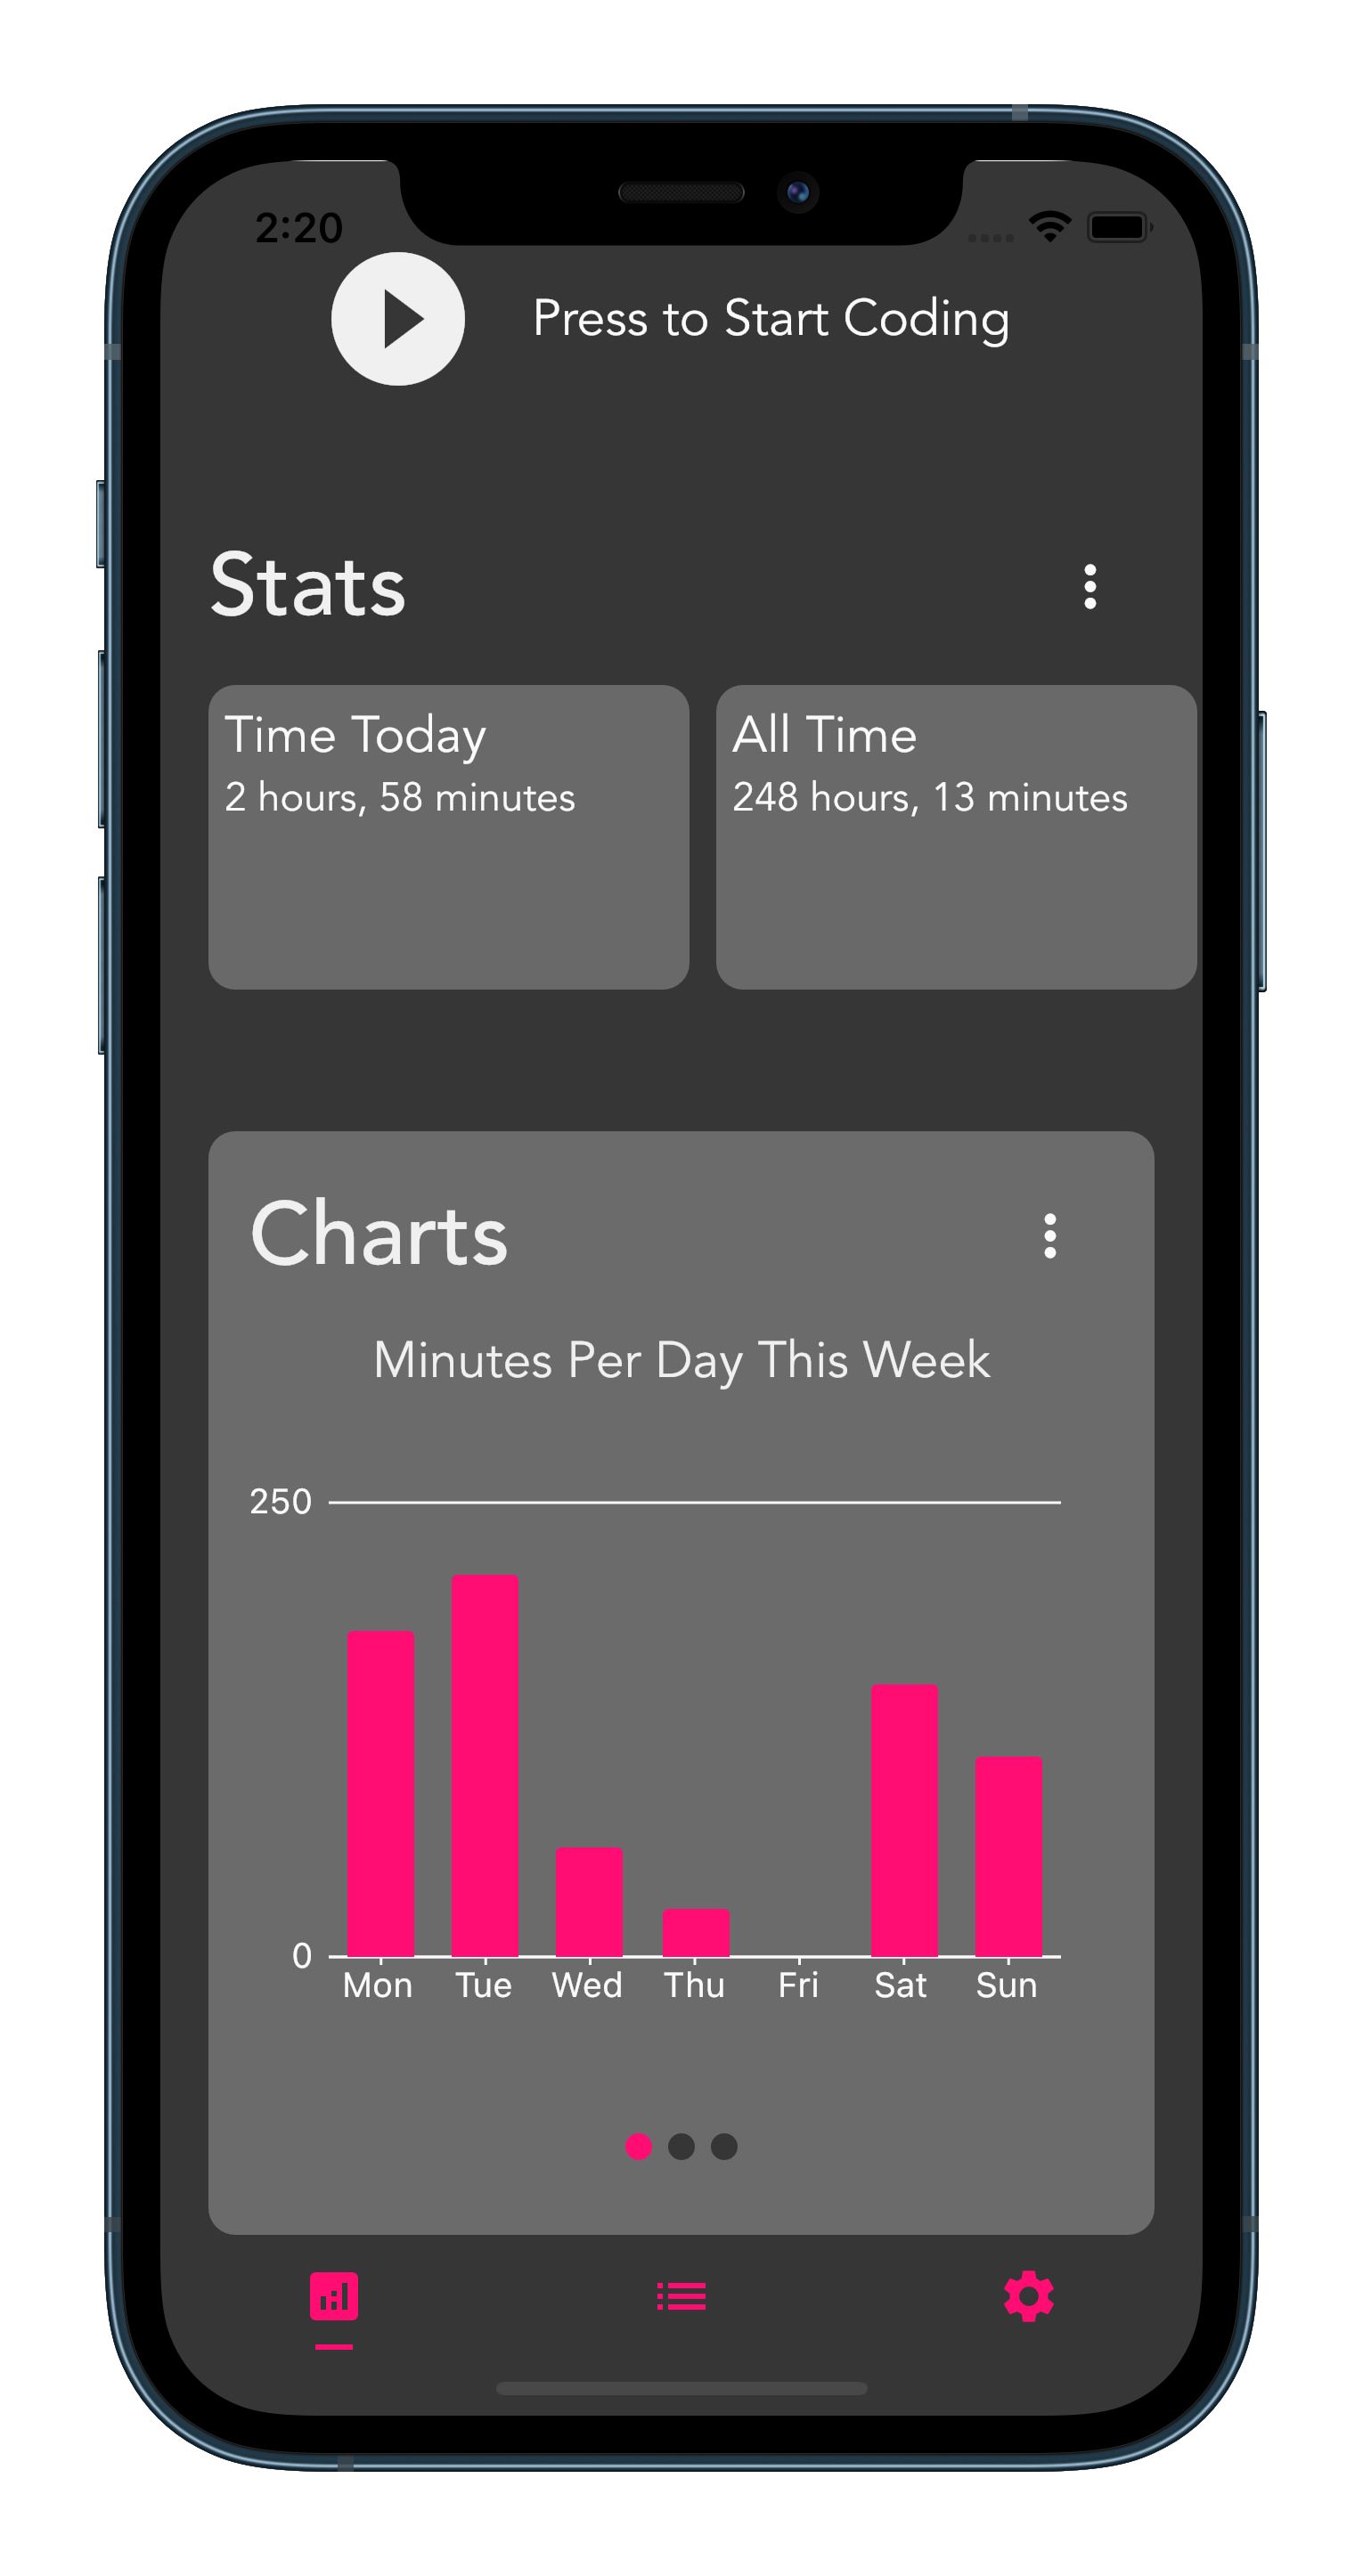 2:20
Press to Start Coding
Stats
Time Today
2 hours, 58 minutes
All Time
248 hours, 13 minutes
Charts
Minutes Per Day This Week
250
0
Mon Tue Wed Thu Fri Sat Sun